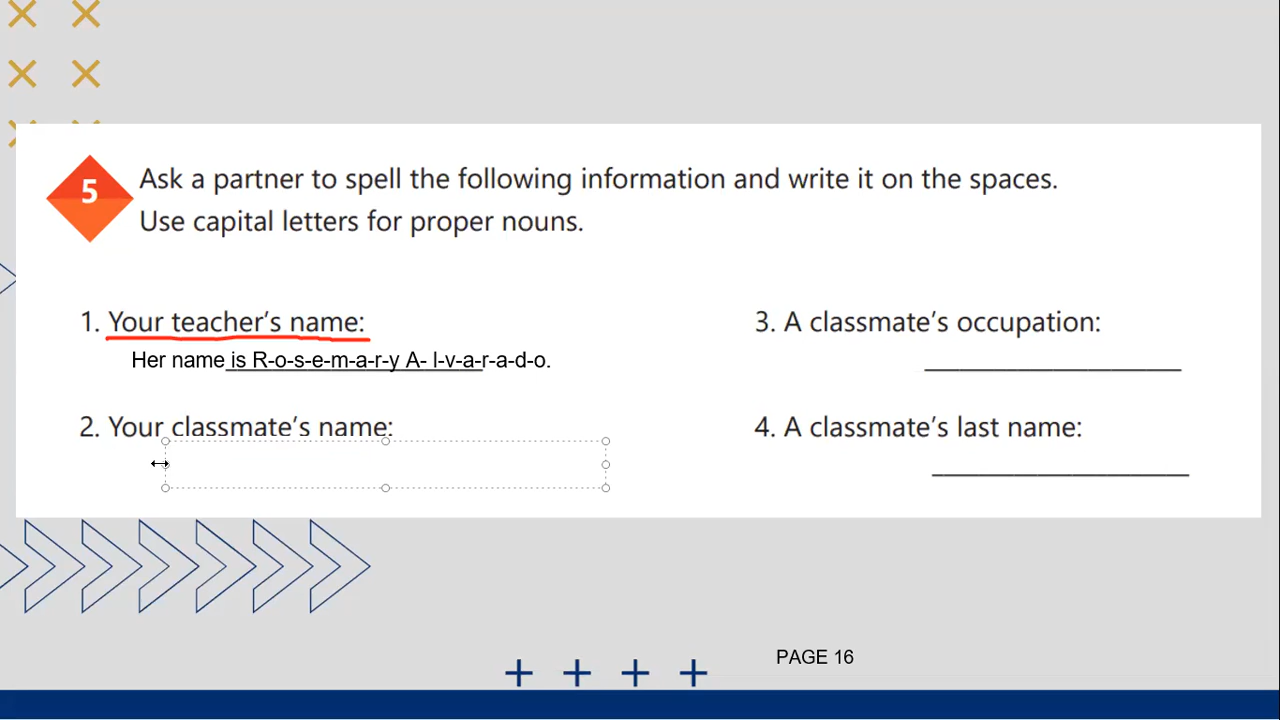 5
Ask a partner to spell the following information and write it on the spaces.
Use capital letters for proper nouns.
1. Your teacher's name:
Her name is R-o-s-e-m-a-r-y A- l-v-a-r-a-d-o.
2. Your classmate's name:
3. A classmate's occupation:
4. A classmate's last name:
PAGE 16